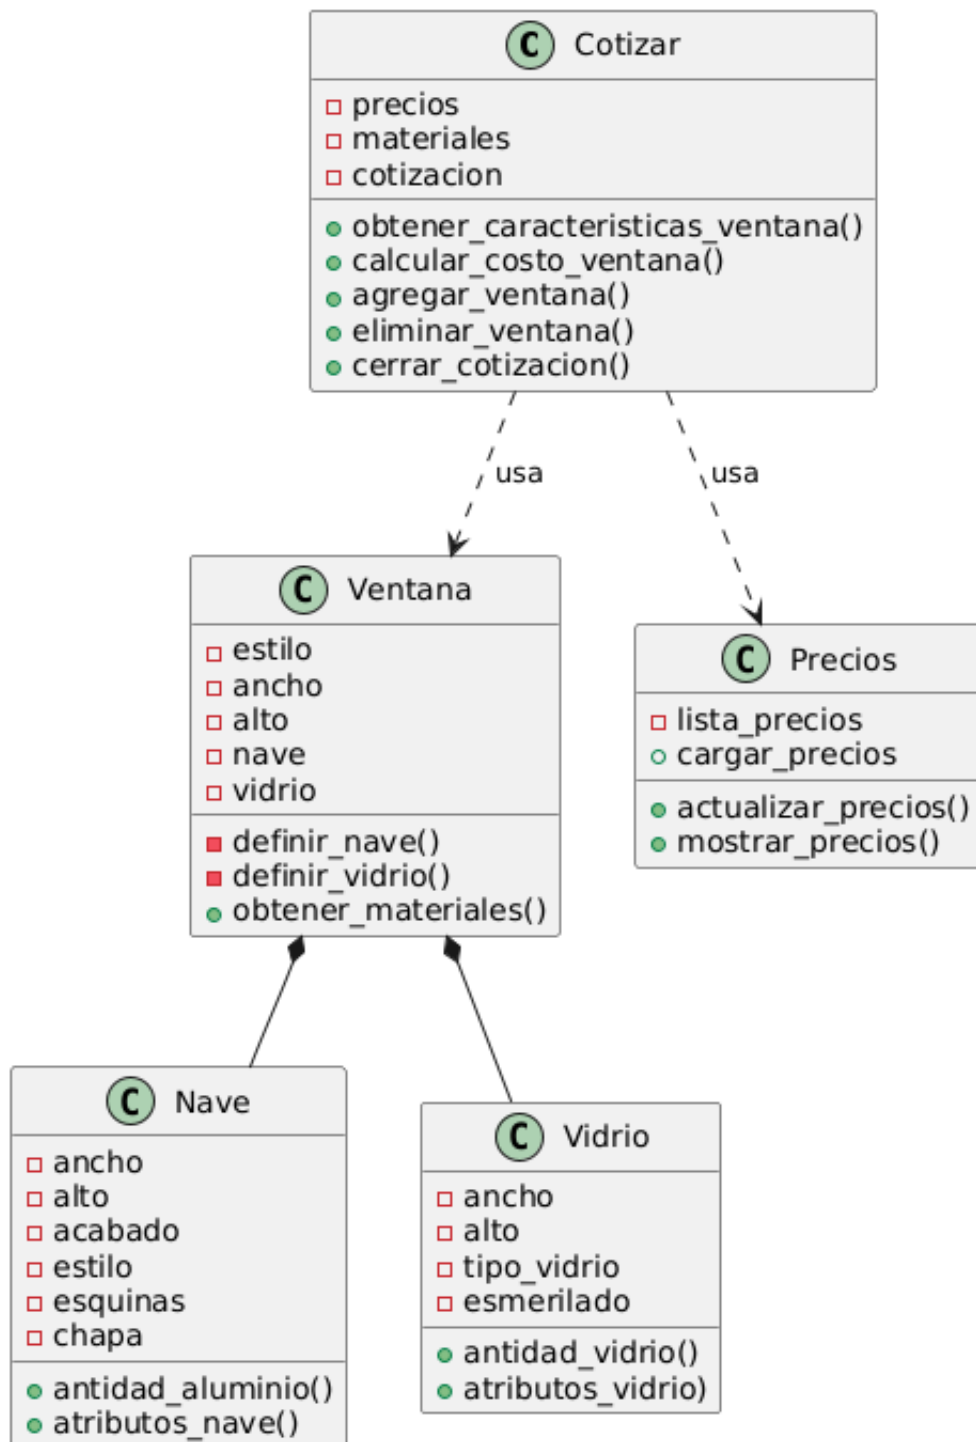 C Cotizar
precios
materiales
cotizacion
obtener_caracteristicas_ventana()
calcular_costo_ventana()
agregar_ventana()
eliminar_ventana()
cerrar_cotizacion()
usa
usa
C Ventana
estilo
ancho
alto
nave
vidrio
definir_nave()
definir_vidrio()
obtener_materiales()
C Precios
lista_precios
cargar_precios
actualizar_precios()
mostrar_precios()
C Nave
ancho
alto
acabado
estilo
esquinas
chapa
antidad_aluminio()
atributos_nave()
C Vidrio
ancho
alto
tipo_vidrio
esmerilado
antidad_vidrio()
atributos_vidrio)